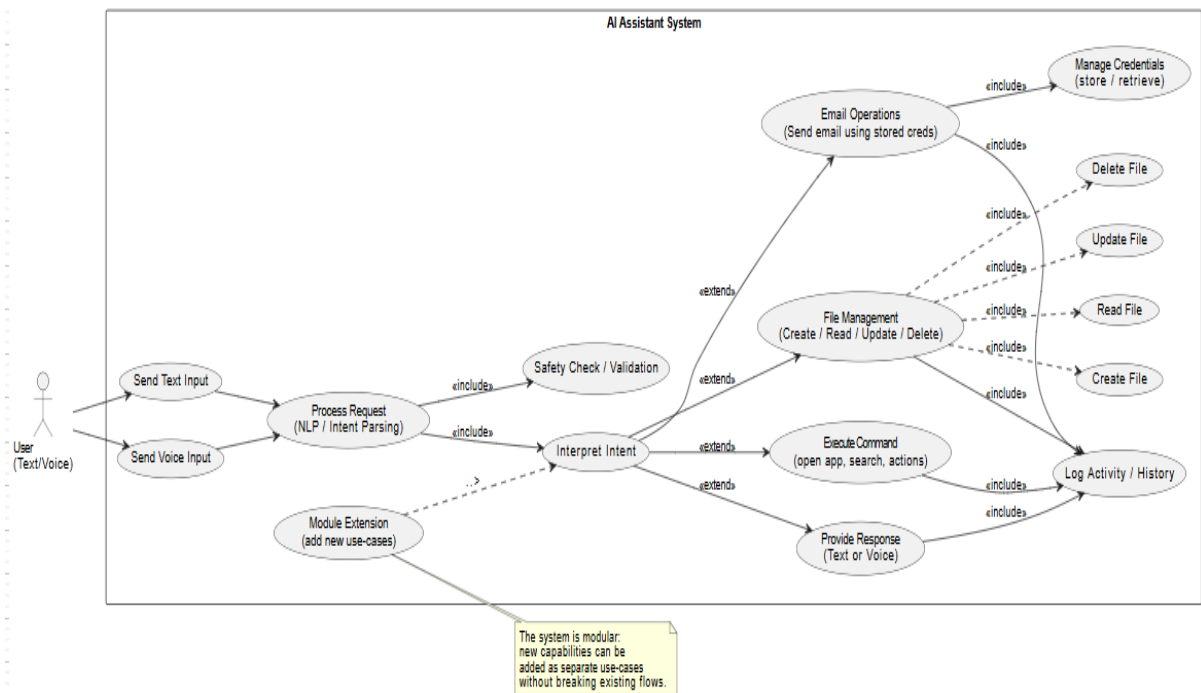 AI Assistant System
Manage Credentials
(store / retrieve)
«include»
Email Operations
(Send email using stored creds)
«include»
Delete File
«include»
Update File
«include»
«extend»
File Management
(Create / Read / Update / Delete)
«include»
Read File
«include»
Create File
Safety Check / Validation
«extend»
«include»
Send Text Input
«include»
Process Request
(NLP / Intent Parsing)
«include»
User
(Text/Voice)
Send Voice Input
Interpret Intent
«extend»
Execute Command
(open app, search, actions)
Log Activity / History
«include»
..>
«extend»
«include»
Module Extension
(add new use-cases)
Provide Response
(Text or Voice)
The system is modular:
new capabilities can be
added as separate use-cases
without breaking existing flows.